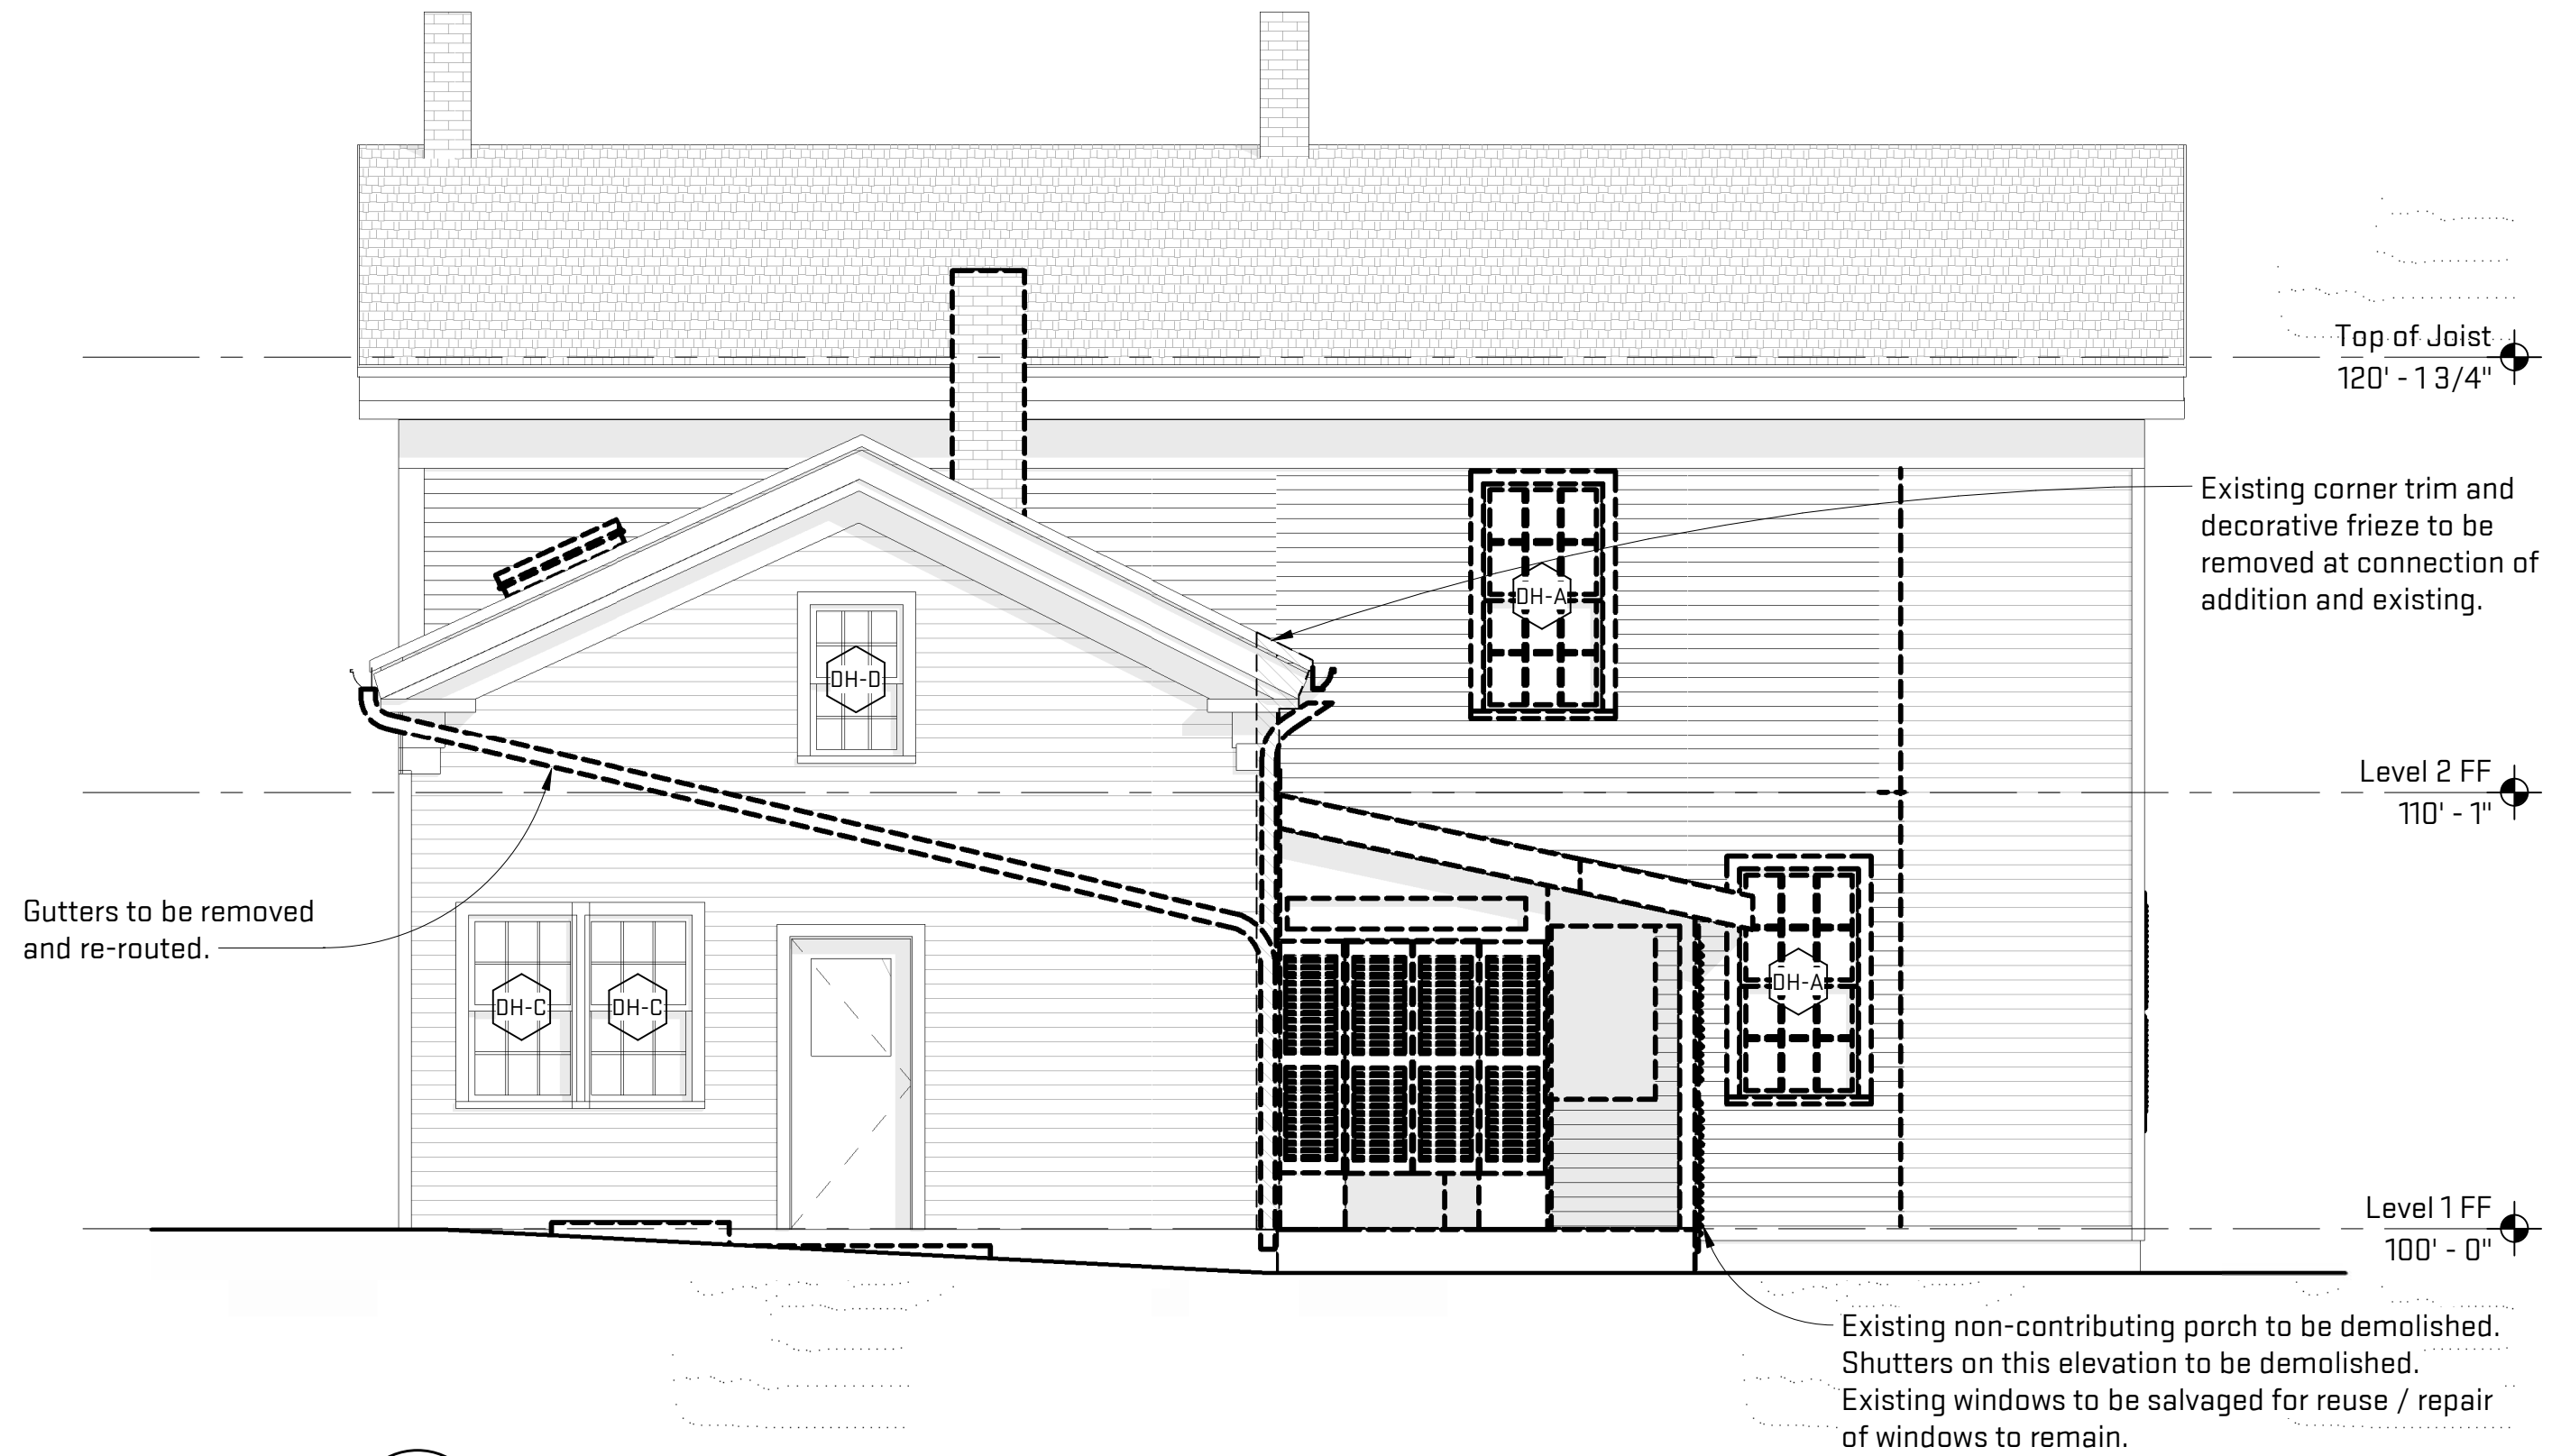 Top of Joist
120' - 1 3/4"
Existing corner trim and
decorative frieze to be
removed at connection of
addition and existing.
DH-A
DH-D
Level 2 FF
110' - 1"
Gutters to be removed
and re-routed.
DH-C
DH-C
DH-A
Level 1 FF
100' - 0"
Existing non-contributing porch to be demolished.
Shutters on this elevation to be demolished.
Existing windows to be salvaged for reuse / repair
of windows to remain.